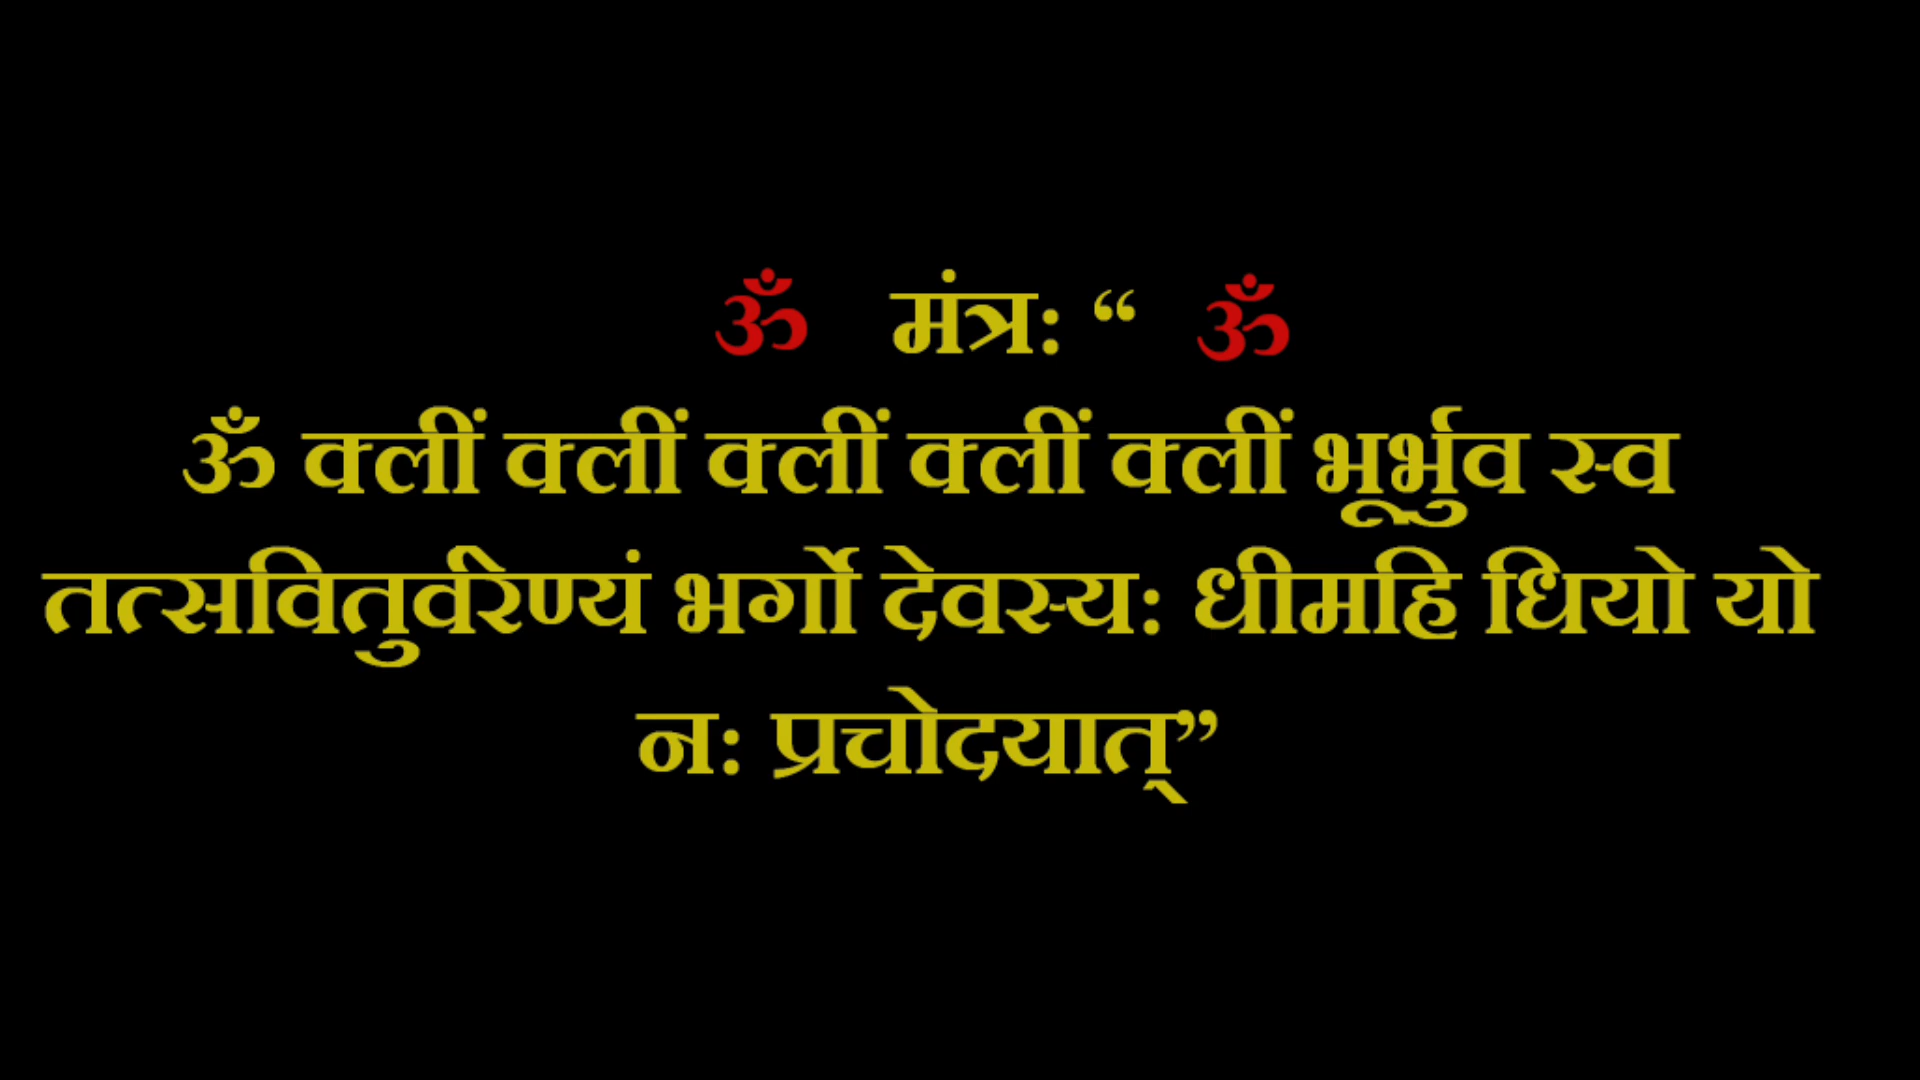 ॐ मंत्र: “ ॐ
ॐ क्लीं क्लीं क्लीं क्लीं क्लीं भूर्भुव स्व
तत्सवितुर्वरेण्यं भर्गो देवस्य: धीमहि धियो यो
न: प्रचोदयात्”